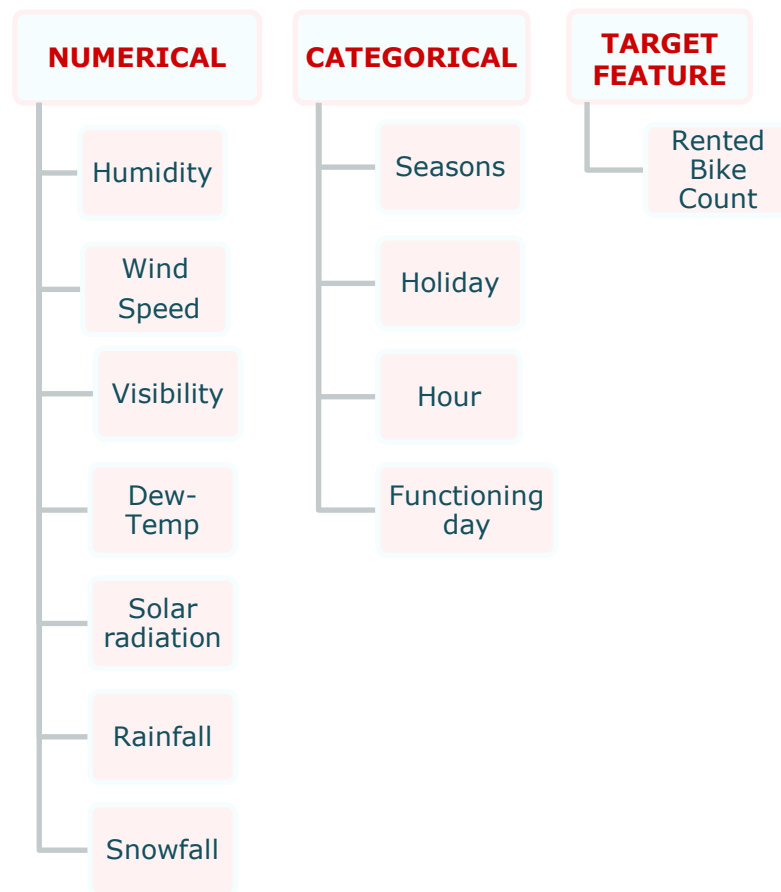 NUMERICAL
Humidity
Wind
Speed
Visibility
Dew-
Temp
Solar
radiation
Rainfall
Snowfall
CATEGORICAL
Seasons
Holiday
Hour
Functioning
day
TARGET
FEATURE
Rented
Bike
Count